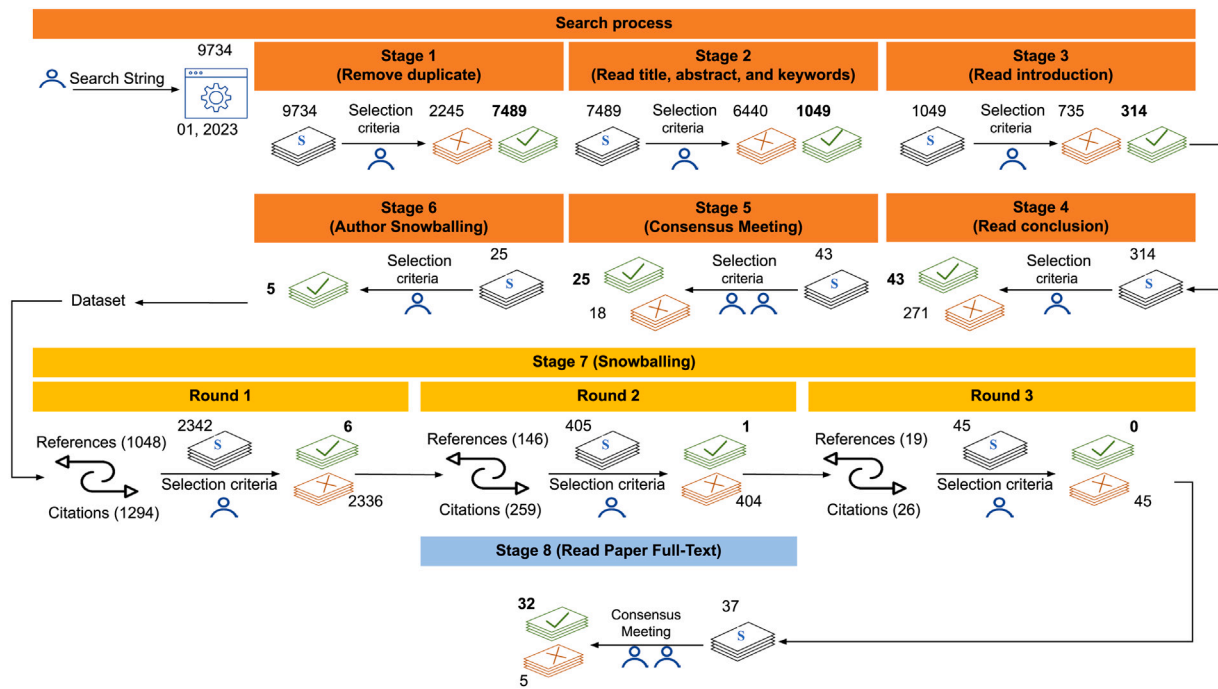 Search process
9734
Search String
01, 2023
Stage 1
(Remove duplicate)
9734
Selection
criteria
2245
7489
S
Stage 2
(Read title, abstract, and keywords)
7489
Selection
criteria
6440
1049
S
Stage 3
(Read introduction)
1049
Selection
criteria
735
314
S
Stage 6
(Author Snowballing)
5
Selection
criteria
25
S
Stage 5
(Consensus Meeting)
25
18
Selection
criteria
43
S
Stage 4
(Read conclusion)
43
271
Selection
criteria
314
S
Dataset
Stage 7 (Snowballing)
Round 1
References (1048)
Citations (1294)
2342
S
Selection criteria
6
2336
Round 2
References (146)
Citations (259)
405
S
Selection criteria
1
404
Round 3
References (19)
Citations (26)
45
S
Selection criteria
0
45
Stage 8 (Read Paper Full-Text)
32
5
Consensus
Meeting
37
S